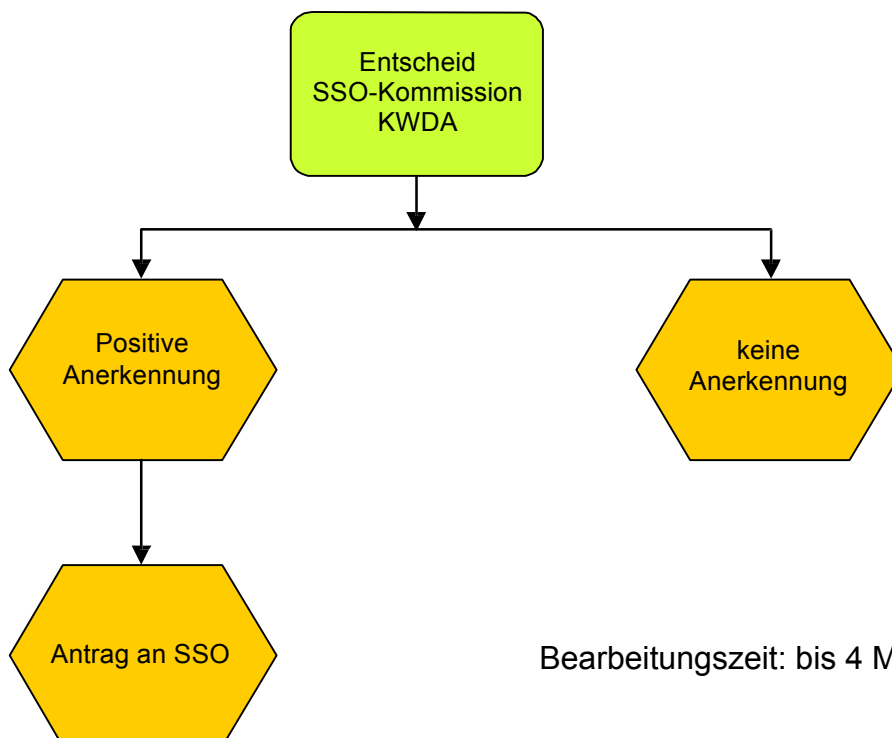 Entscheid
SSO-Kommission
KWDA
Positive
Anerkennung
keine
Anerkennung
Antrag an SSO
Bearbeitungszeit: bis 4 M